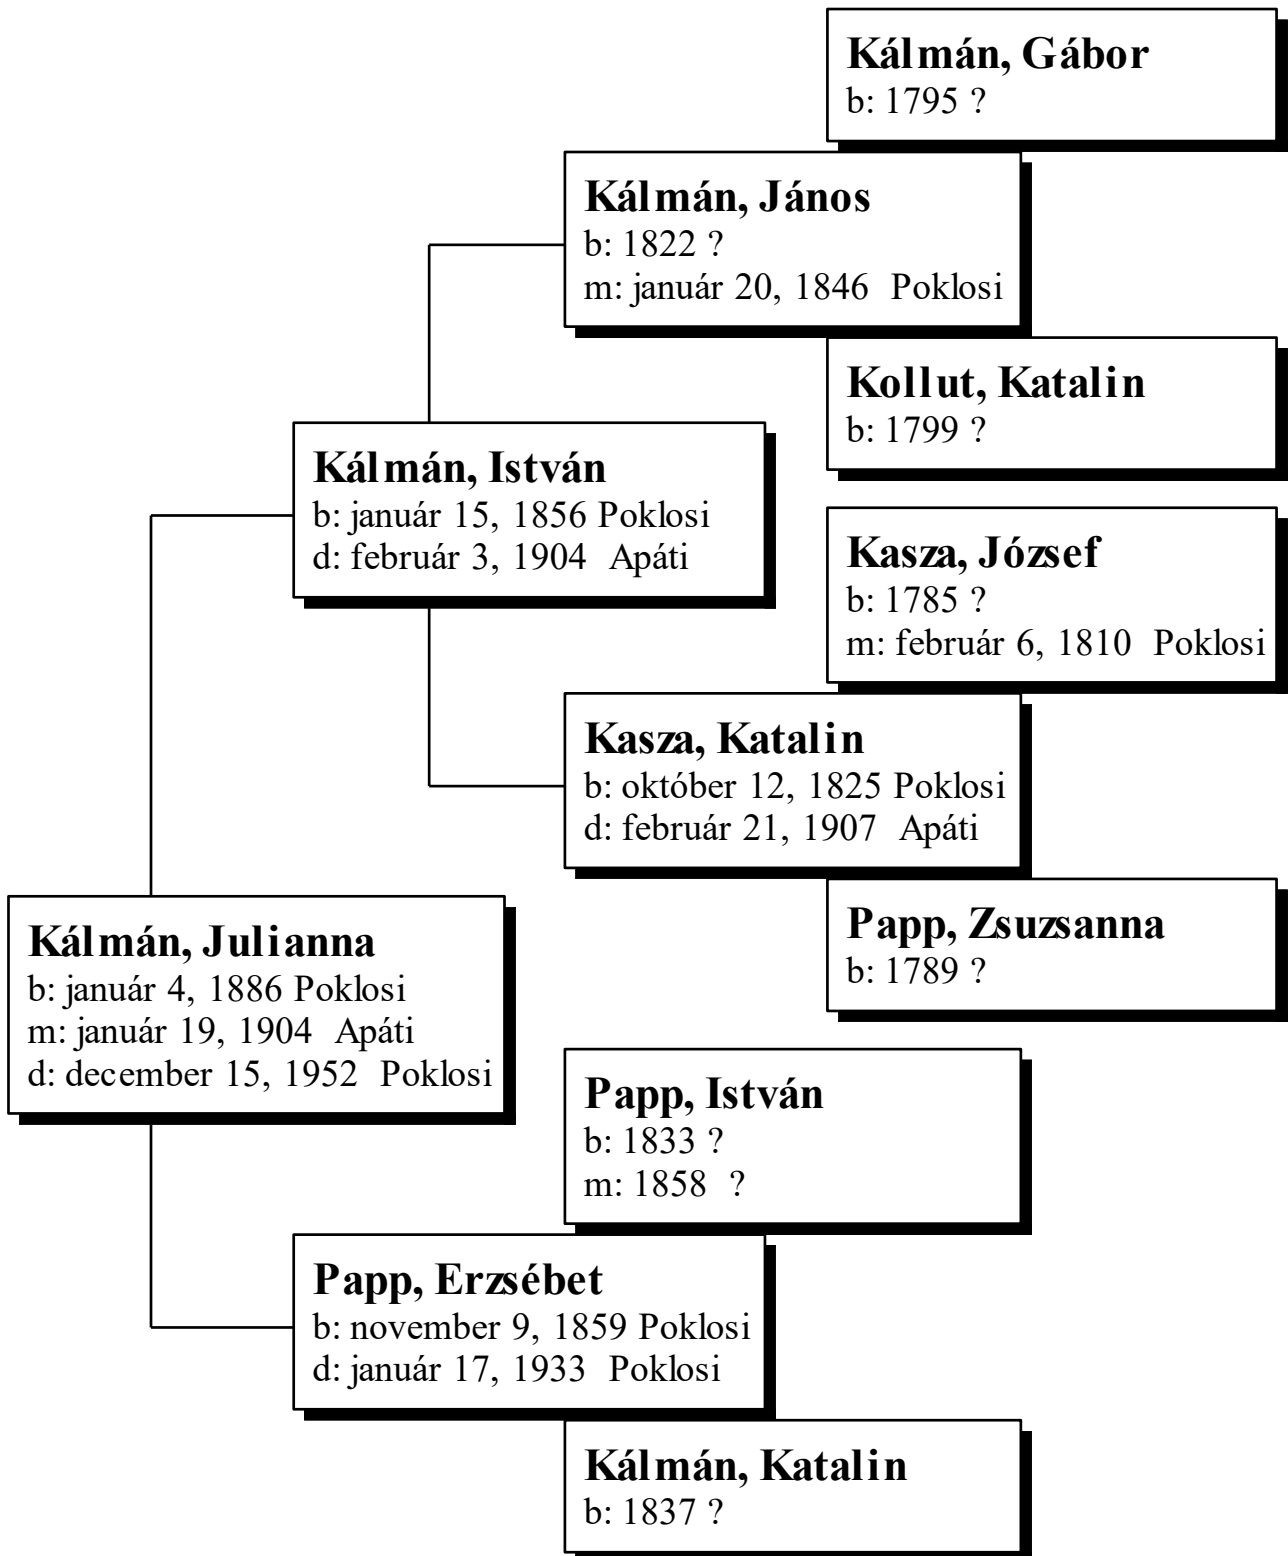 Kálmán, Gábor
b: 1795 ?
Kálmán, János
b: 1822 ?
m: január 20, 1846 Poklosi
Kollut, Katalin
b: 1799 ?
Kálmán, István
b: január 15, 1856 Poklosi
d: február 3, 1904 Apáti
Kasza, József
b: 1785 ?
m: február 6, 1810 Poklosi
Kasza, Katalin
b: október 12, 1825 Poklosi
d: február 21, 1907 Apáti
Papp, Zsuzsanna
b: 1789 ?
Kálmán, Julianna
b: január 4, 1886 Poklosi
m: január 19, 1904 Apáti
d: december 15, 1952 Poklosi
Papp, István
b: 1833 ?
m: 1858 ?
Papp, Erzsébet
b: november 9, 1859 Poklosi
d: január 17, 1933 Poklosi
Kálmán, Katalin
b: 1837 ?